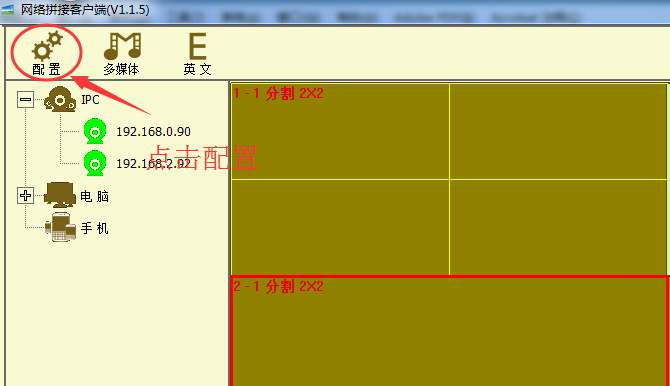 网络拼接客户端(V1.1.5)
配 置
多媒体
E
英 文
IPC
192.168.0.90
192.168.2.92
点击配置
电 脑
手 机
1 - 1 分割 2X2
2 - 1 分割 2X2